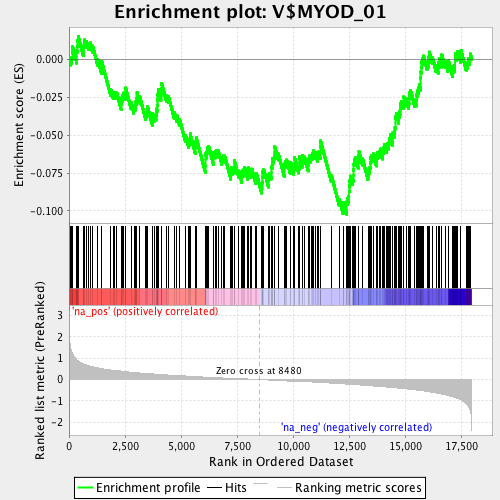 Enrichment plot: V$MYOD_01
Enrichment score (ES)
0.000
-0.025
-0.050
-0.075
-0.100
'na_pos' (positively correlated)
Ranked list metric (PreRanked)
3
2
1
0
-1
-2
Zero cross at 8480
'na_neg' (negatively correlated)
0
2,500
5,000
7,500
10,000
12,500
15,000
17,500
Rank in Ordered Dataset
Enrichment profile
Hits
Ranking metric scores